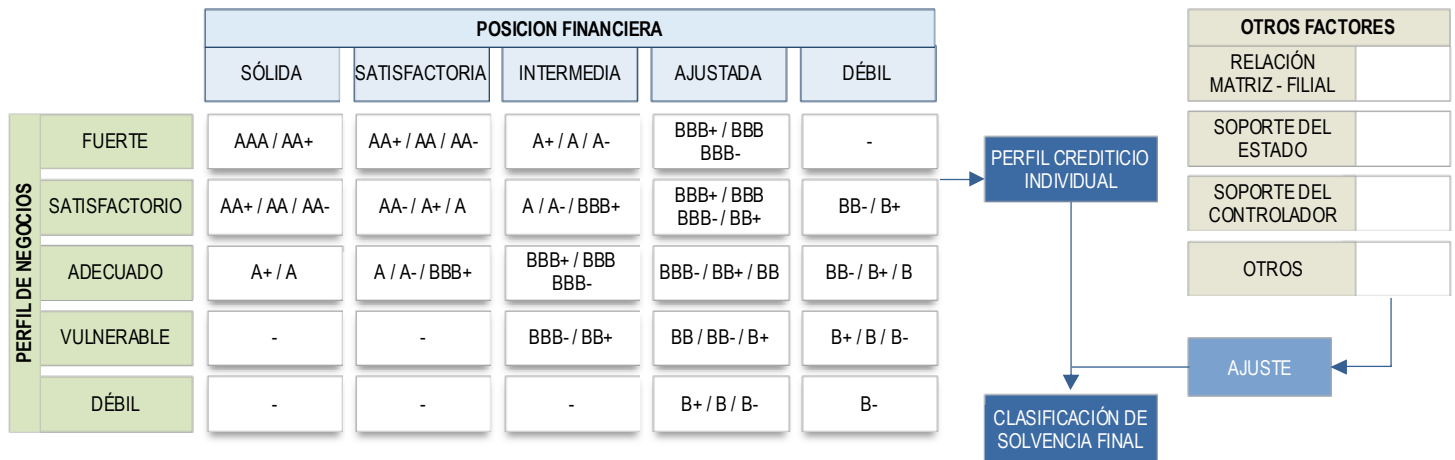 POSICION FINANCIERA
SÓLIDA
SATISFACTORIA
INTERMEDIA
AJUSTADA
DÉBIL
PERFIL DE NEGOCIOS
FUERTE
AAA / AA+
AA+ / AA / AA-
A+ / A / A-
BBB+ / BBB
BBB-
-
SATISFACTORIO
AA+ / AA / AA-
AA- / A+ / A
A / A- / BBB+
BBB+ / BBB
BBB- / BB+
BB- / B+
ADECUADO
A+ / A
A / A- / BBB+
BBB+ / BBB
BBB-
BBB- / BB+ / BB
BB- / B+ / B
VULNERABLE
-
-
BBB- / BB+
BB / BB- / B+
B+ / B / B-
DÉBIL
-
-
-
B+ / B / B-
B-
PERFIL CREDITICIO
INDIVIDUAL
CLASIFICACIÓN DE
SOLVENCIA FINAL
OTROS FACTORES
RELACIÓN
MATRIZ - FILIAL
SOPORTE DEL
ESTADO
SOPORTE DEL
CONTROLADOR
OTROS
AJUSTE